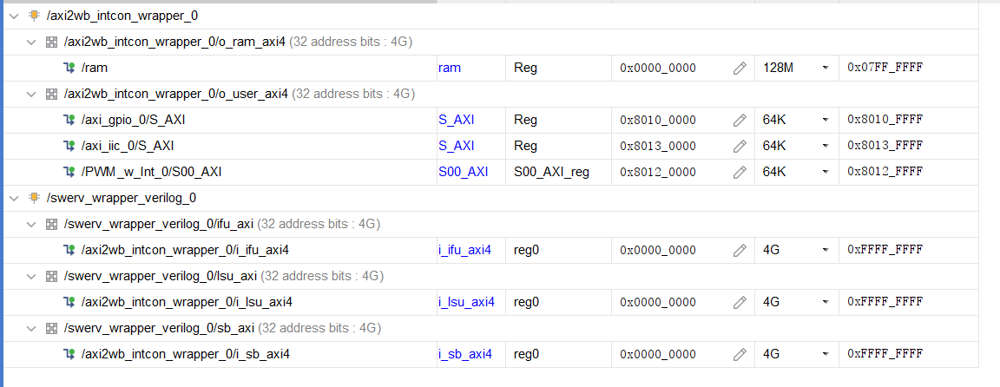 /axi2wb_intcon_wrapper_0
/axi2wb_intcon_wrapper_0/o_ram_axi4 (32 address bits : 4G)
/ram ram Reg 0x0000_0000 128M 0x07FF_FFFF
/axi2wb_intcon_wrapper_0/o_user_axi4 (32 address bits : 4G)
/axi_gpio_0/S_AXI S_AXI Reg 0x8010_0000 64K 0x8010_FFFF
/axi_iic_0/S_AXI S_AXI Reg 0x8013_0000 64K 0x8013_FFFF
/PWM_w_Int_0/S00_AXI S00_AXI S00_AXI_reg 0x8012_0000 64K 0x8012_FFFF
/swerv_wrapper_verilog_0
/swerv_wrapper_verilog_0/ifu_axi (32 address bits : 4G)
/axi2wb_intcon_wrapper_0/i_ifu_axi4 i_ifu_axi4 reg0 0x0000_0000 4G 0xFFFF_FFFF
/swerv_wrapper_verilog_0/lsu_axi (32 address bits : 4G)
/axi2wb_intcon_wrapper_0/i_lsu_axi4 i_lsu_axi4 reg0 0x0000_0000 4G 0xFFFF_FFFF
/swerv_wrapper_verilog_0/sb_axi (32 address bits : 4G)
/axi2wb_intcon_wrapper_0/i_sb_axi4 i_sb_axi4 reg0 0x0000_0000 4G 0xFFFF_FFFF